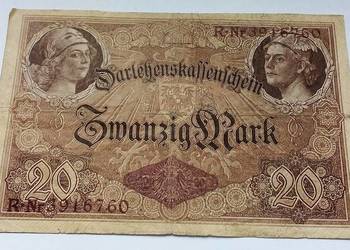 R·Nr 3916760
Darlehenskassenschein
Zwanzig Mark
20 20
R·Nr 3916760